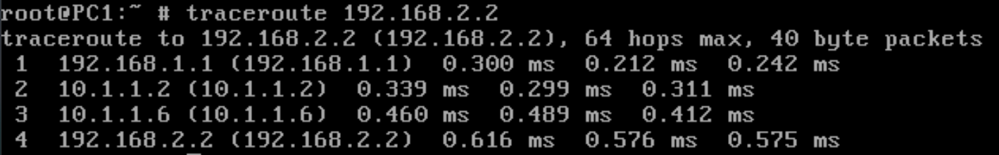 root@PC1:~ # traceroute 192.168.2.2
traceroute to 192.168.2.2 (192.168.2.2), 64 hops max, 40 byte packets
 1  192.168.1.1 (192.168.1.1)  0.300 ms  0.212 ms  0.242 ms
 2  10.1.1.2 (10.1.1.2)  0.339 ms  0.299 ms  0.311 ms
 3  10.1.1.6 (10.1.1.6)  0.460 ms  0.489 ms  0.412 ms
 4  192.168.2.2 (192.168.2.2)  0.616 ms  0.576 ms  0.575 ms